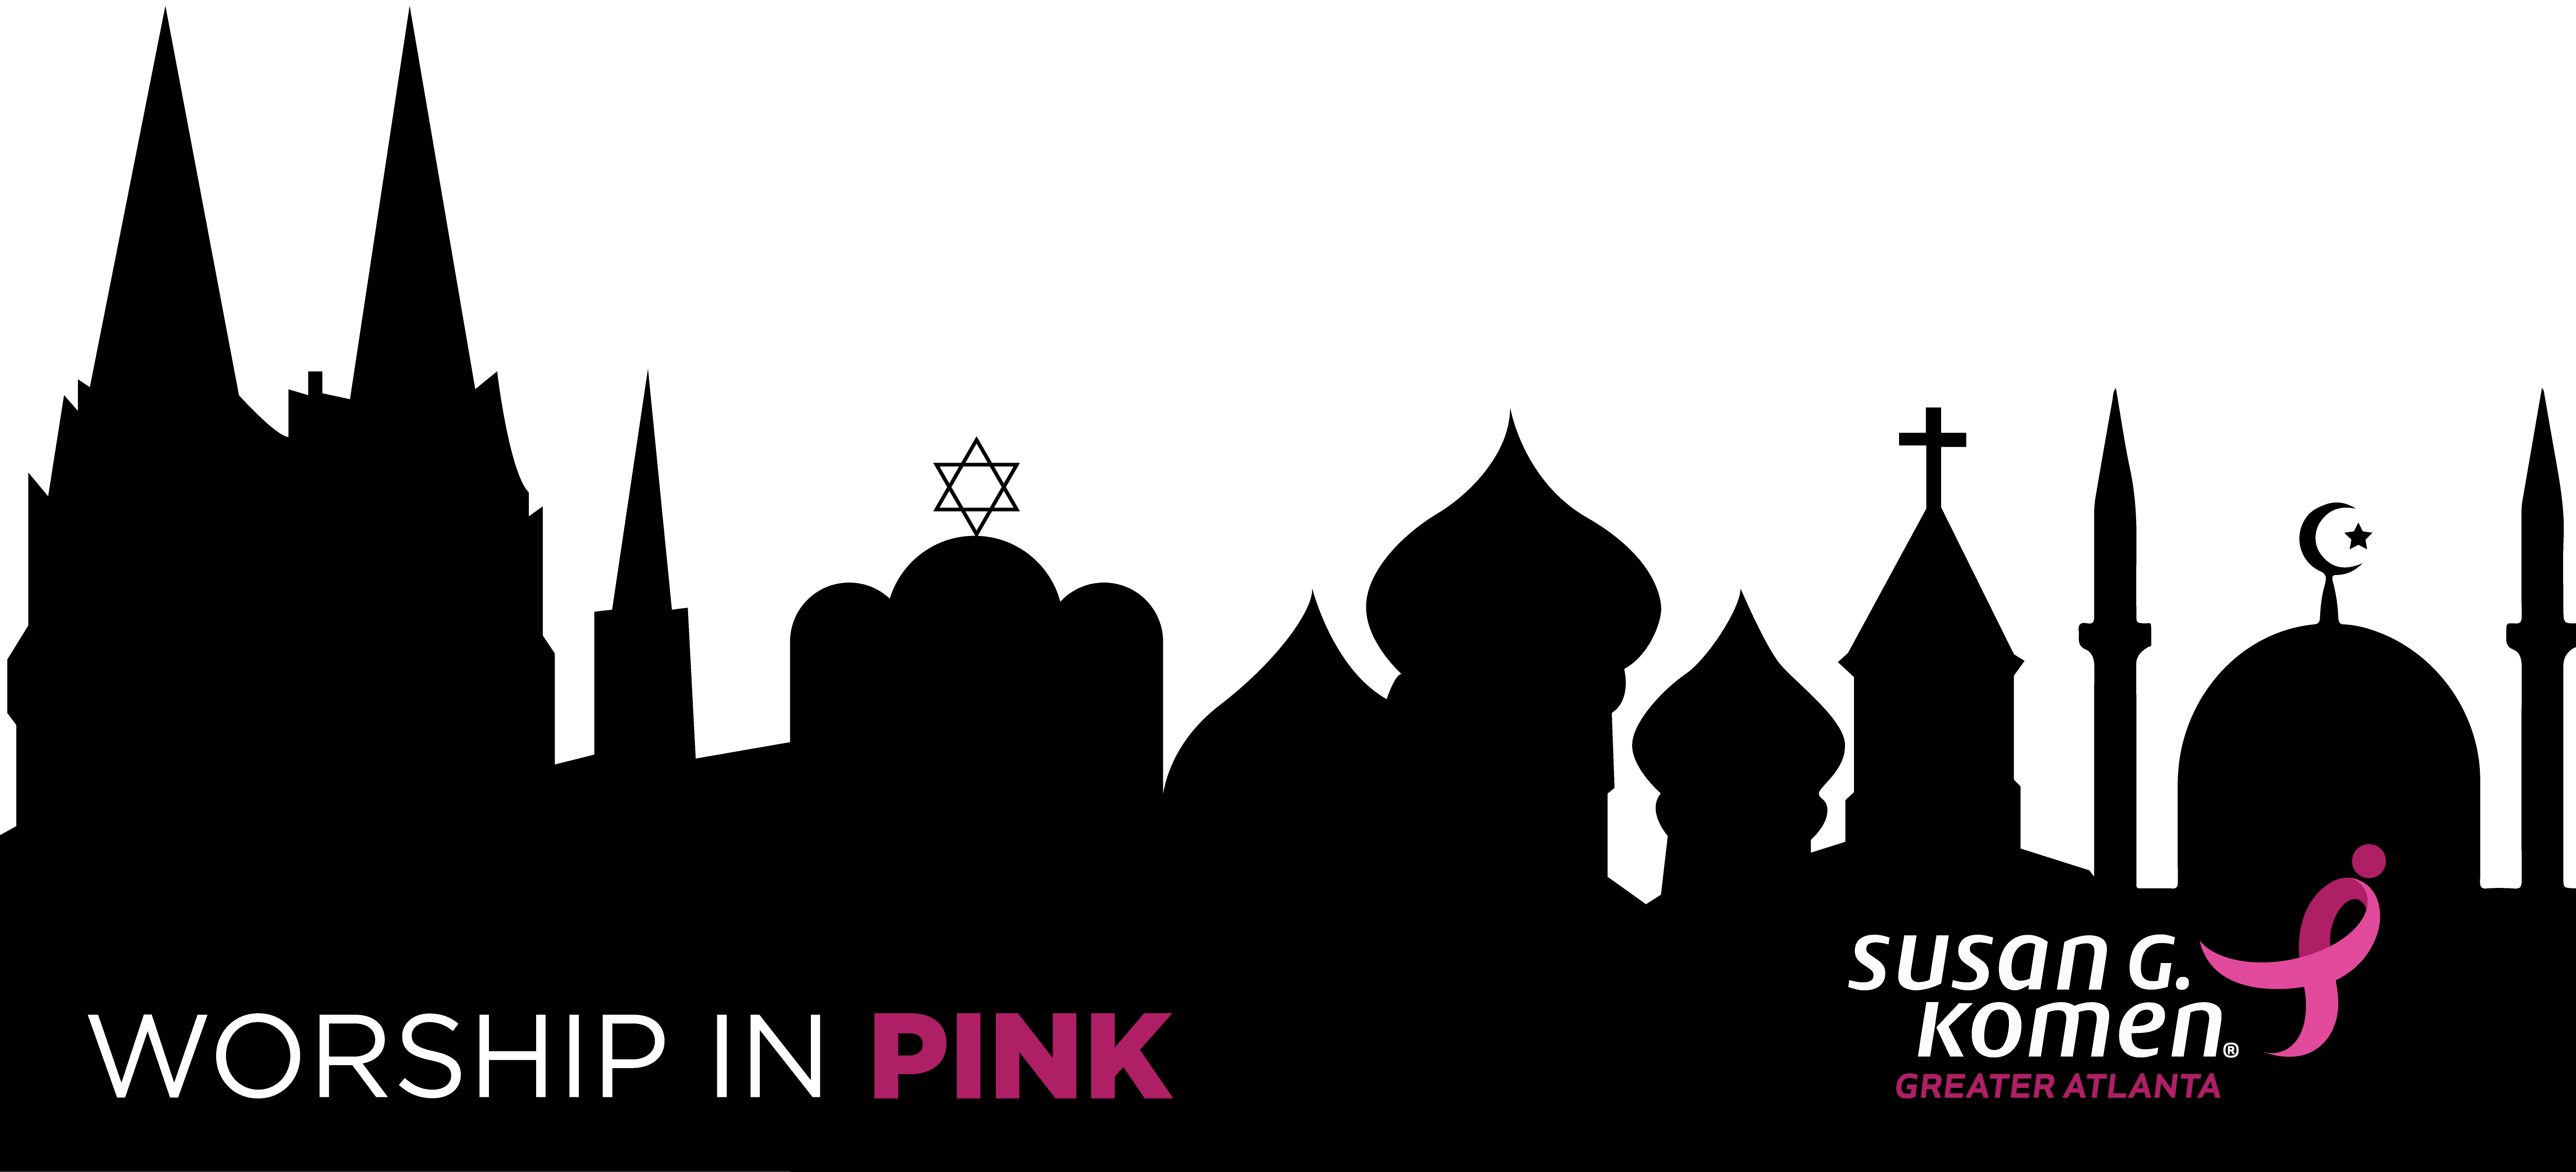 WORSHIP IN PINK
susan G.
komen®
GREATER ATLANTA